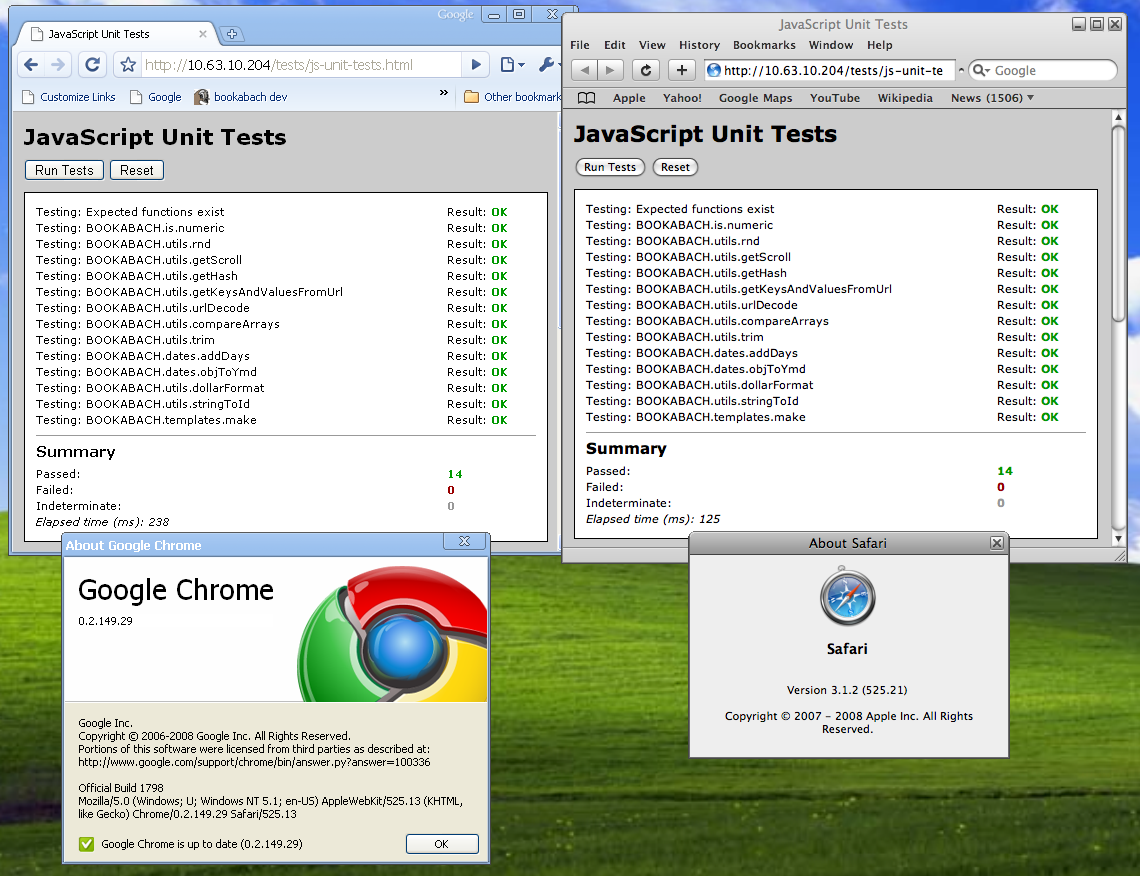 Google
JavaScript Unit Tests
http://10.63.10.204/tests/js-unit-tests.html
Customize Links Google bookabach dev » Other bookmark
JavaScript Unit Tests
Run Tests Reset
Testing: Expected functions exist Result: OK
Testing: BOOKABACH.is.numeric Result: OK
Testing: BOOKABACH.utils.rnd Result: OK
Testing: BOOKABACH.utils.getScroll Result: OK
Testing: BOOKABACH.utils.getHash Result: OK
Testing: BOOKABACH.utils.getKeysAndValuesFromUrl Result: OK
Testing: BOOKABACH.utils.urlDecode Result: OK
Testing: BOOKABACH.utils.compareArrays Result: OK
Testing: BOOKABACH.utils.trim Result: OK
Testing: BOOKABACH.dates.addDays Result: OK
Testing: BOOKABACH.dates.objToYmd Result: OK
Testing: BOOKABACH.utils.dollarFormat Result: OK
Testing: BOOKABACH.utils.stringToId Result: OK
Testing: BOOKABACH.templates.make Result: OK
Summary
Passed: 14
Failed: 0
Indeterminate: 0
Elapsed time (ms): 238
JavaScript Unit Tests
File Edit View History Bookmarks Window Help
http://10.63.10.204/tests/js-unit-te Google
Apple Yahoo! Google Maps YouTube Wikipedia News (1506)
JavaScript Unit Tests
Run Tests Reset
Testing: Expected functions exist Result: OK
Testing: BOOKABACH.is.numeric Result: OK
Testing: BOOKABACH.utils.rnd Result: OK
Testing: BOOKABACH.utils.getScroll Result: OK
Testing: BOOKABACH.utils.getHash Result: OK
Testing: BOOKABACH.utils.getKeysAndValuesFromUrl Result: OK
Testing: BOOKABACH.utils.urlDecode Result: OK
Testing: BOOKABACH.utils.compareArrays Result: OK
Testing: BOOKABACH.utils.trim Result: OK
Testing: BOOKABACH.dates.addDays Result: OK
Testing: BOOKABACH.dates.objToYmd Result: OK
Testing: BOOKABACH.utils.dollarFormat Result: OK
Testing: BOOKABACH.utils.stringToId Result: OK
Testing: BOOKABACH.templates.make Result: OK
Summary
Passed: 14
Failed: 0
Indeterminate: 0
Elapsed time (ms): 125
About Google Chrome
Google Chrome
0.2.149.29
Google Inc.
Copyright © 2006-2008 Google Inc. All Rights Reserved.
Portions of this software were licensed from third parties as described at:
http://www.google.com/support/chrome/bin/answer.py?answer=100336
Official Build 1798
Mozilla/5.0 (Windows; U; Windows NT 5.1; en-US) AppleWebKit/525.13 (KHTML,
like Gecko) Chrome/0.2.149.29 Safari/525.13
Google Chrome is up to date (0.2.149.29) OK
About Safari
Safari
Version 3.1.2 (525.21)
Copyright © 2007 – 2008 Apple Inc. All Rights
Reserved.